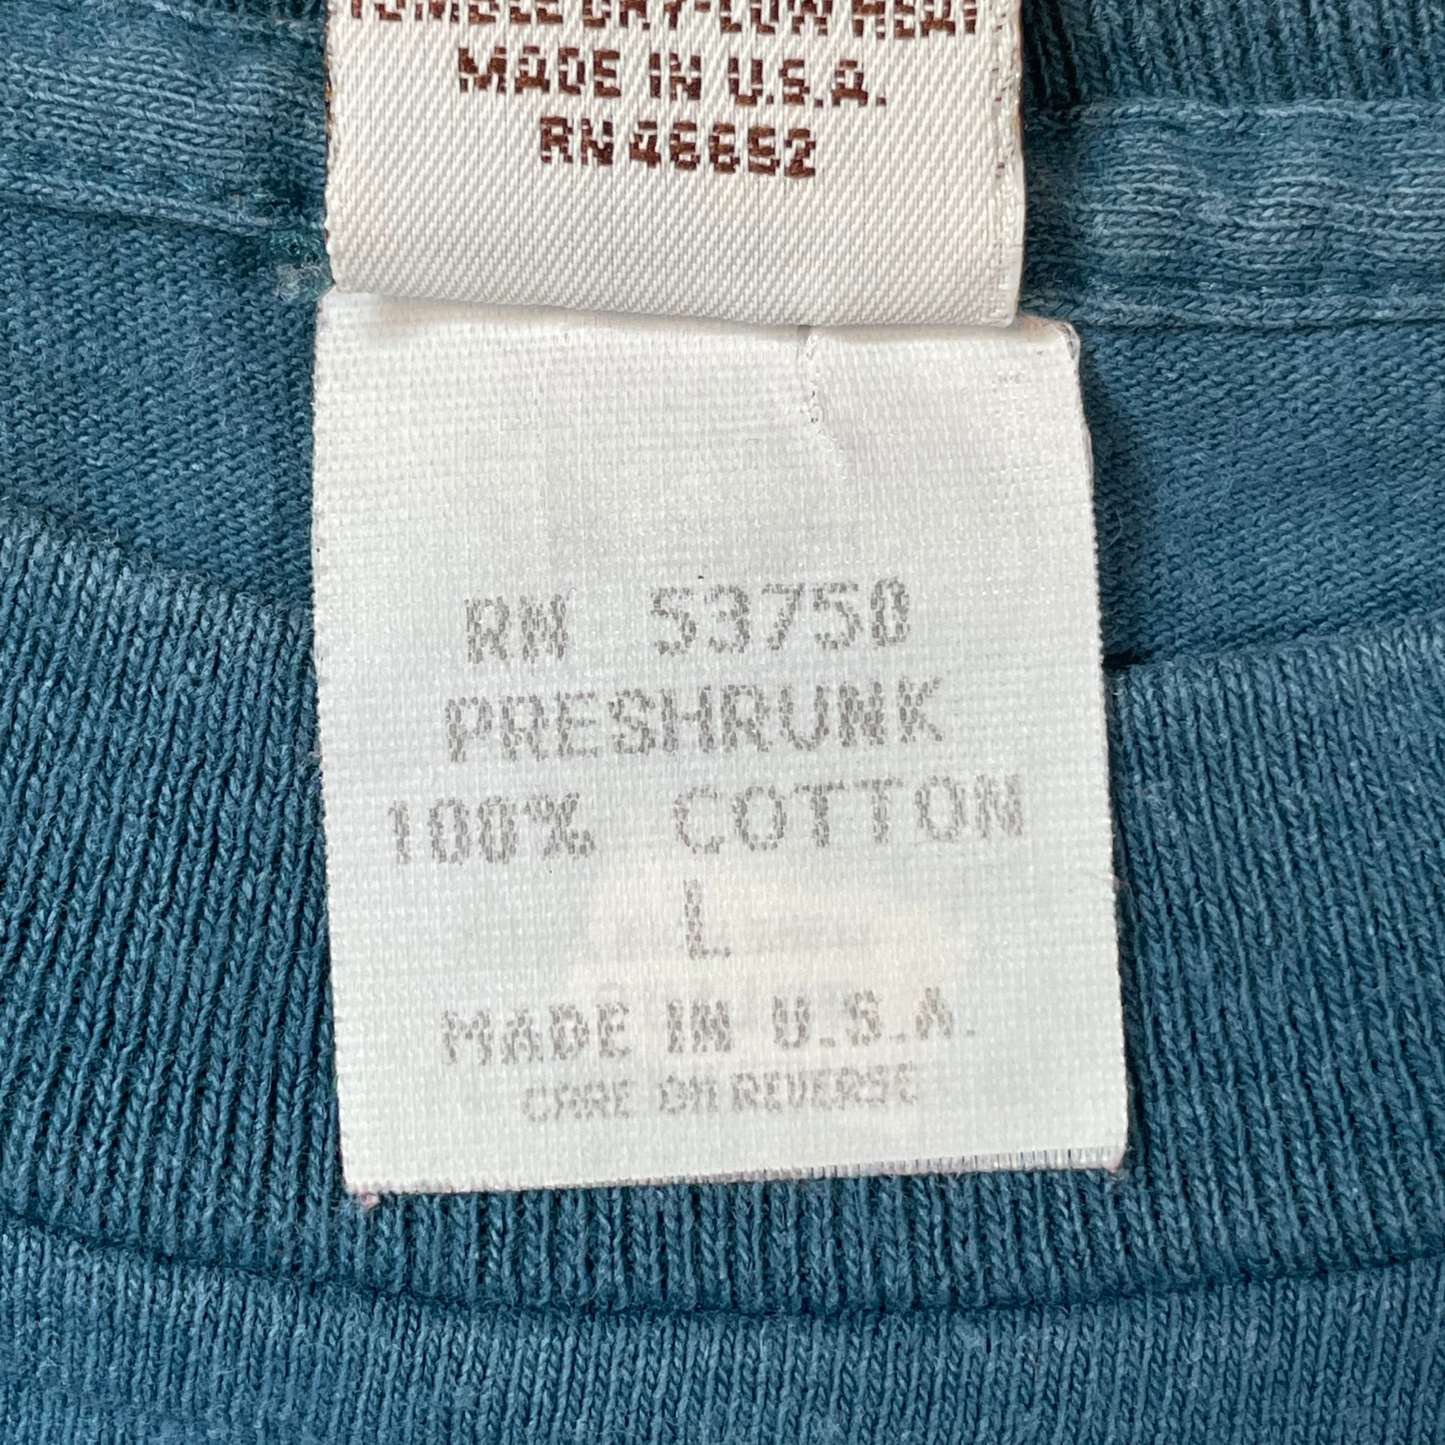 TUMBLE DRY-LOW HEAT
MADE IN U.S.A.
RN 46652
RN 53750
PRESHRUNK
100% COTTON
L
MADE IN U.S.A.
CARE ON REVERSE